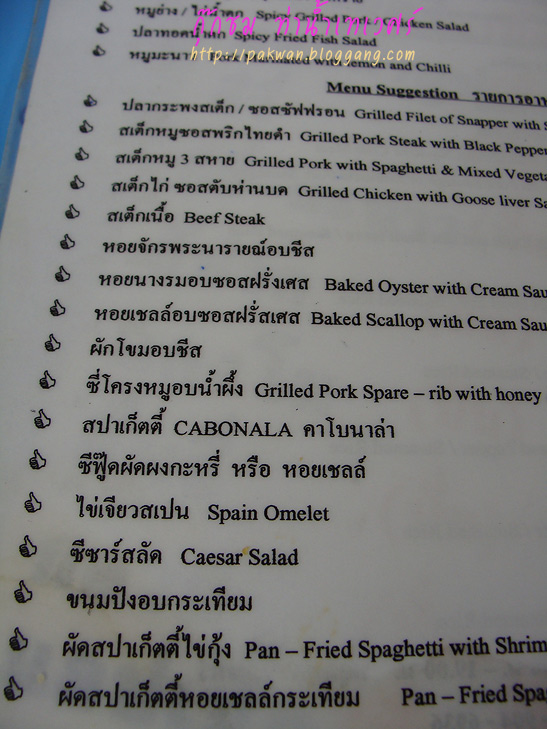 หมูย่าง / ไก่น้ำตก Spicy Grilled Pork / Chicken Salad
ปลาทอดน้ำตก Spicy Fried Fish Salad
http://pakwan.bloggang.com
หมูมะนาว with Lemon and Chilli
Menu Suggestion รายการอาห
ปลากระพงสเต็ก / ซอสซัฟฟรอน Grilled Filet of Snapper with S
สเต็กหมูซอสพริกไทยดำ Grilled Pork Steak with Black Pepper
สเต็กหมู 3 สหาย Grilled Pork with Spaghetti & Mixed Vegeta
สเต็กไก่ ซอสตับห่านบด Grilled Chicken with Goose liver Sa
สเต็กเนื้อ Beef Steak
หอยจักรพระนารายณ์อบชีส
หอยนางรมอบซอสฝรั่งเศส Baked Oyster with Cream Sau
หอยเชลล์อบซอสฝรั่สเศส Baked Scallop with Cream Sau
ผักโขมอบชีส
ซี่โครงหมูอบน้ำผึ้ง Grilled Pork Spare – rib with honey
สปาเก็ตตี้ CABONALA คาโบนาล่า
ซีฟู๊ดผัดผงกะหรี่ หรือ หอยเชลล์
ไข่เจียวสเปน Spain Omelet
ซีซาร์สลัด Caesar Salad
ขนมปังอบกระเทียม
ผัดสปาเก็ตตี้ไข่กุ้ง Pan – Fried Spaghetti with Shrim
ผัดสปาเก็ตตี้หอยเชลล์กระเทียม Pan – Fried Spa